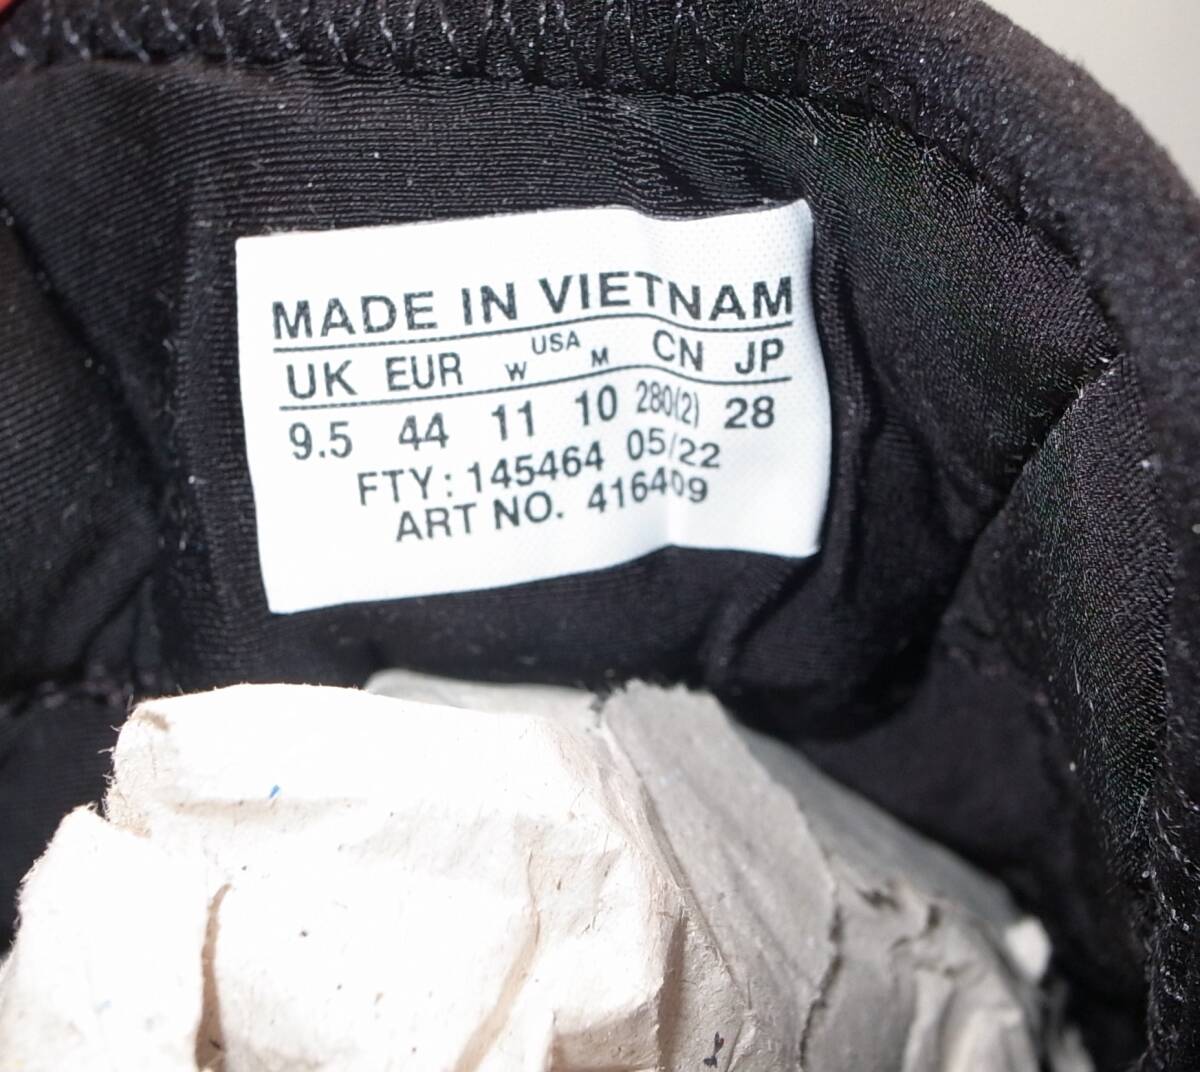 MADE IN VIETNAM
UK EUR W USA M CN JP
9.5 44 11 10 280(2) 28
FTY: 145464 05/22
ART NO. 416409